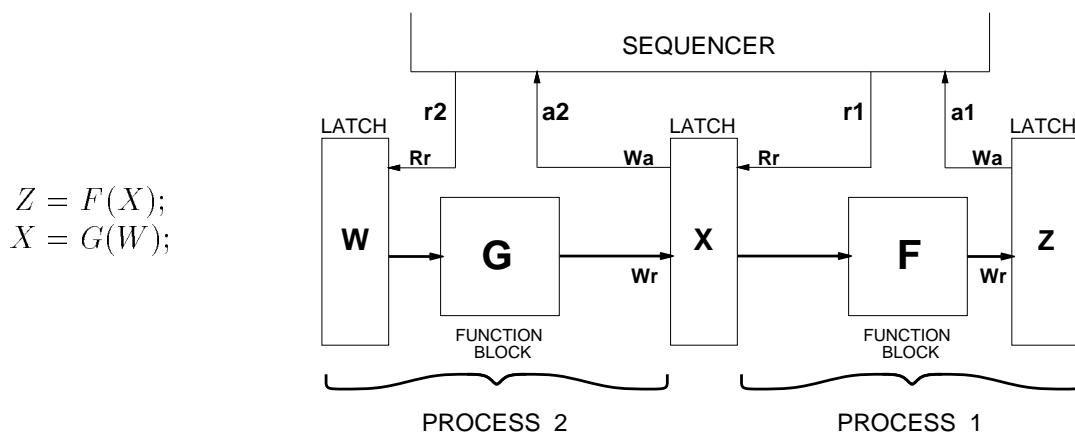 Z = F(X);
X = G(W);
SEQUENCER
r2 a2 r1 a1
LATCH LATCH LATCH
Rr Wa Rr Wa
W G X F Z
Wr Wr
FUNCTION
BLOCK
FUNCTION
BLOCK
PROCESS 2 PROCESS 1